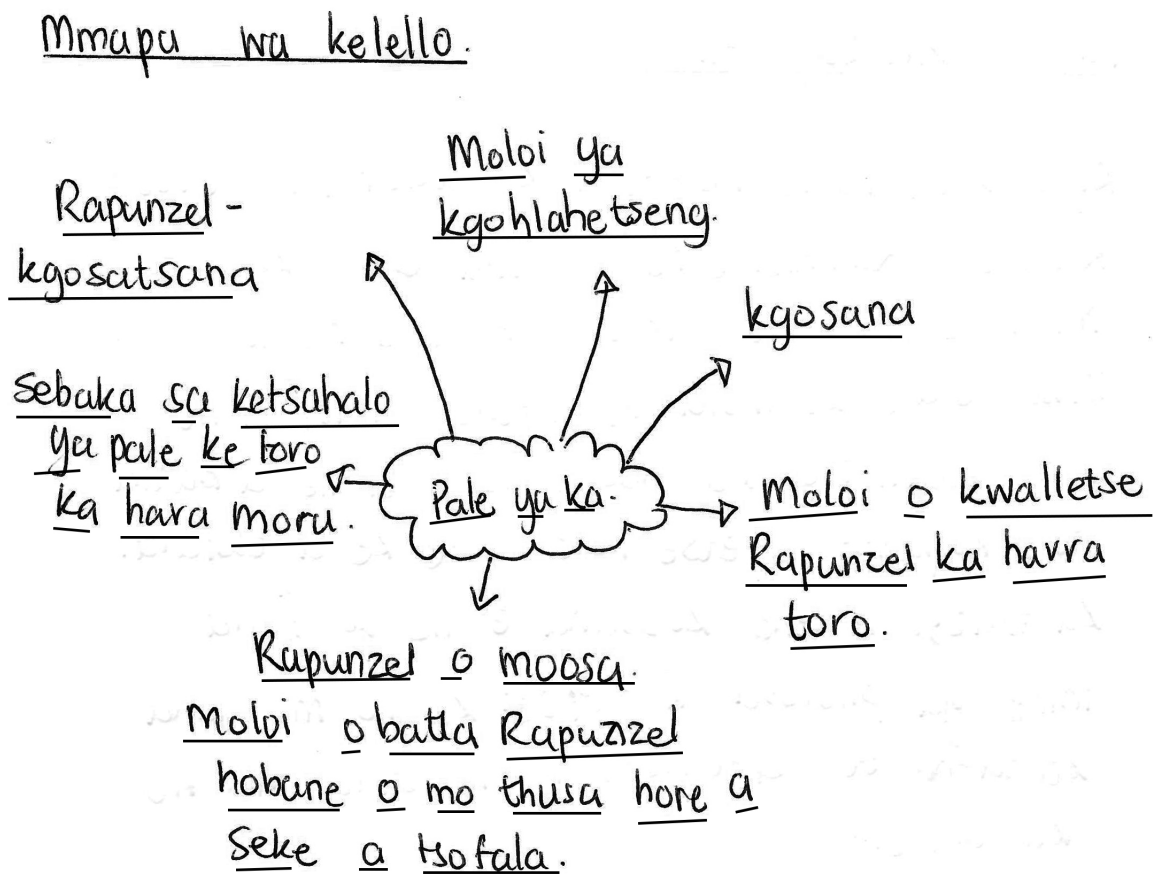 Mmapa wa kelello.
Moloi ya
kgohlahetseng.
Rapunzel -
kgosatsana
kgosana
Sebaka sa ketsahalo
ya pale ke toro
ka hara moru.
Pale ya ka.
Moloi o kwalletse
Rapunzel ka havra
toro.
Rapunzel o moosa.
Moloi o batla Rapunzel
hobane o mo thusa hore a
seke a tsofala.